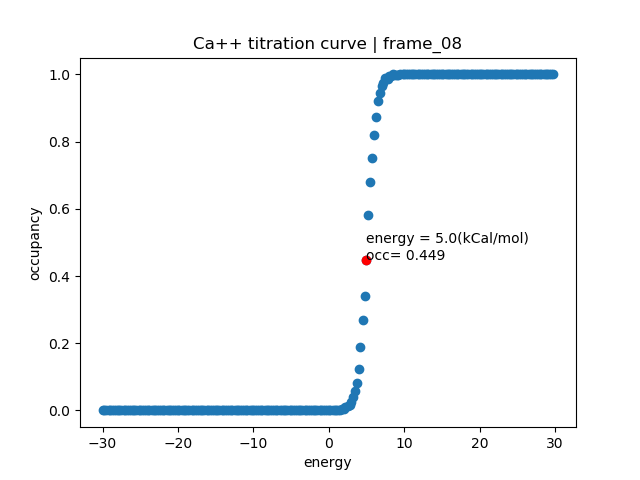 Ca++ titration curve | frame_08
1.0
0.8
0.6
0.4
0.2
0.0
occupancy
energy = 5.0(kCal/mol)
occ= 0.449
−30 −20 −10 0 10 20 30
energy